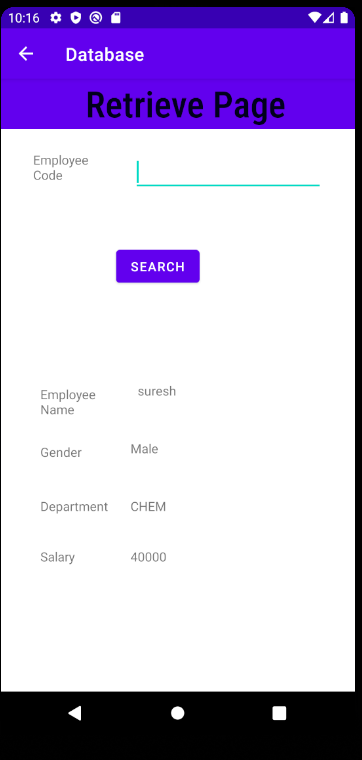 10:16
Database
Retrieve Page
Employee
Code
SEARCH
Employee
Name
suresh
Gender
Male
Department
CHEM
Salary
40000